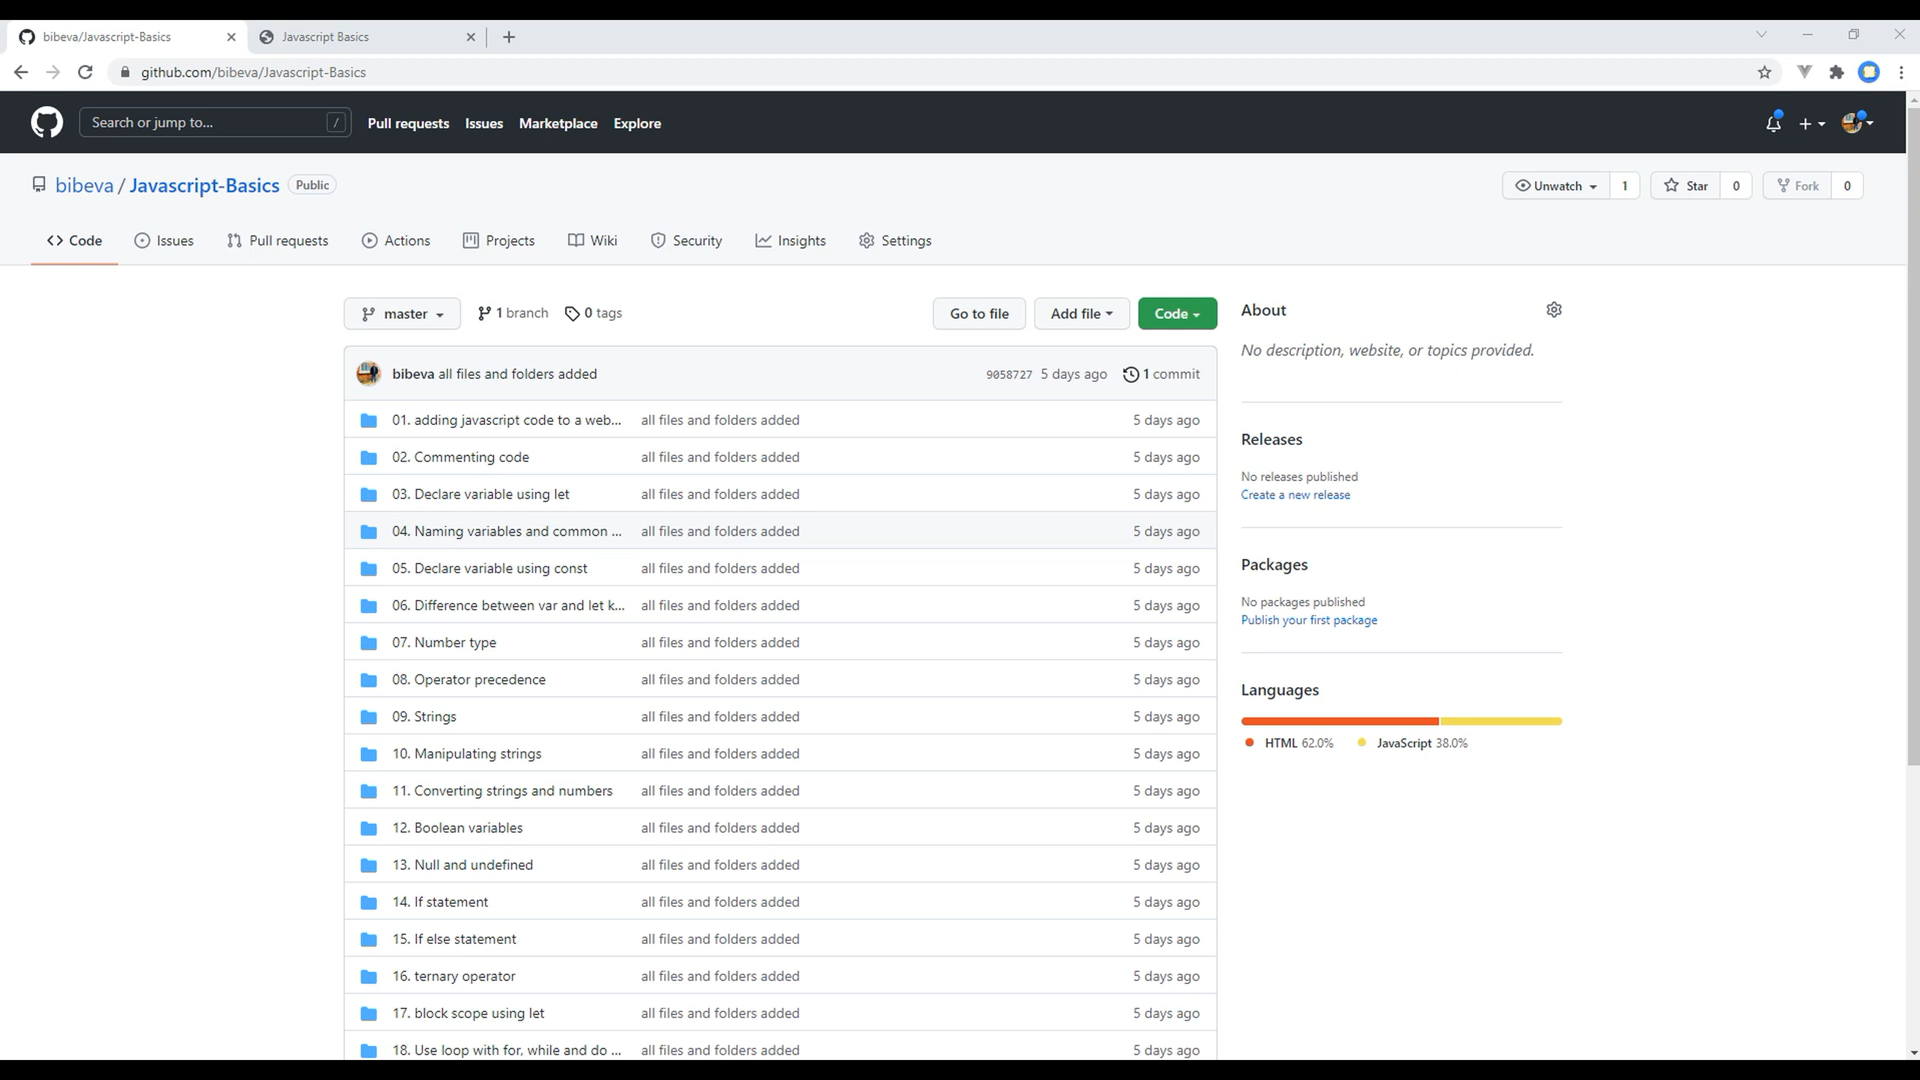 bibeva/Javascript-Basics
Javascript Basics
github.com/bibeva/Javascript-Basics
Search or jump to... / Pull requests Issues Marketplace Explore
bibeva / Javascript-Basics Public
Unwatch 1 Star 0 Fork 0
Code Issues Pull requests Actions Projects Wiki Security Insights Settings
master 1 branch 0 tags Go to file Add file Code
bibeva all files and folders added 9058727 5 days ago 1 commit
01. adding javascript code to a web... all files and folders added 5 days ago
02. Commenting code all files and folders added 5 days ago
03. Declare variable using let all files and folders added 5 days ago
04. Naming variables and common ... all files and folders added 5 days ago
05. Declare variable using const all files and folders added 5 days ago
06. Difference between var and let k... all files and folders added 5 days ago
07. Number type all files and folders added 5 days ago
08. Operator precedence all files and folders added 5 days ago
09. Strings all files and folders added 5 days ago
10. Manipulating strings all files and folders added 5 days ago
11. Converting strings and numbers all files and folders added 5 days ago
12. Boolean variables all files and folders added 5 days ago
13. Null and undefined all files and folders added 5 days ago
14. If statement all files and folders added 5 days ago
15. If else statement all files and folders added 5 days ago
16. ternary operator all files and folders added 5 days ago
17. block scope using let all files and folders added 5 days ago
18. Use loop with for, while and do ... all files and folders added 5 days ago
About
No description, website, or topics provided.
Releases
No releases published
Create a new release
Packages
No packages published
Publish your first package
Languages
HTML 62.0% JavaScript 38.0%